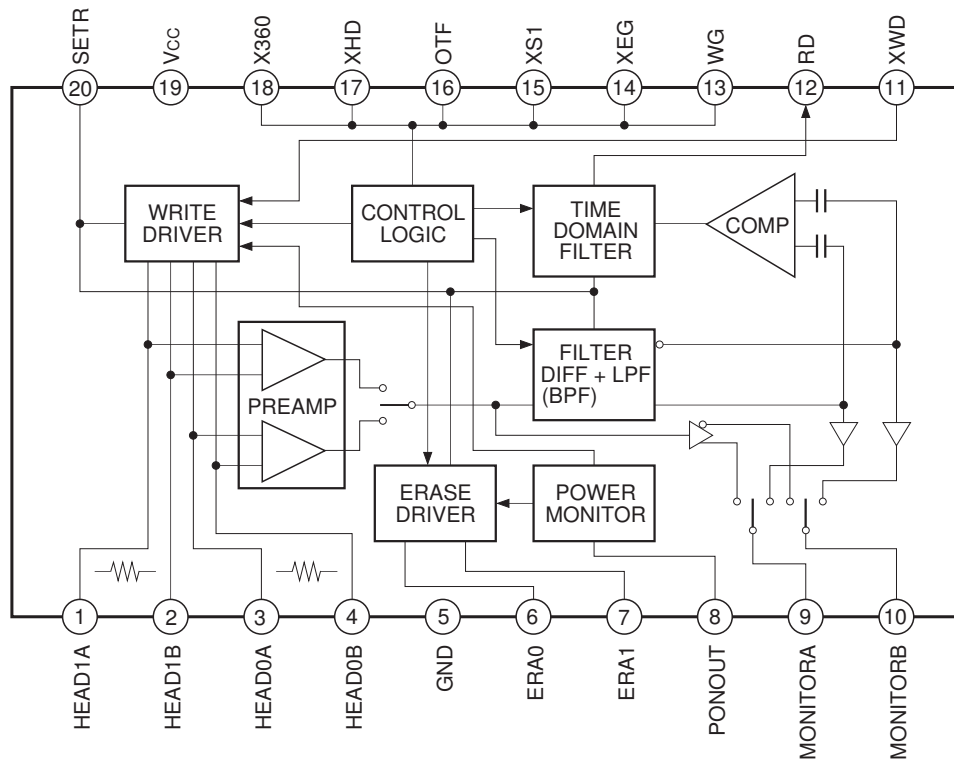 SETR
Vcc
X360
XHD
OTF
XS1
XEG
WG
RD
XWD
20
19
18
17
16
15
14
13
12
11
WRITE
DRIVER
CONTROL
LOGIC
TIME
DOMAIN
FILTER
COMP
PREAMP
FILTER
DIFF + LPF
(BPF)
ERASE
DRIVER
POWER
MONITOR
1
2
3
4
5
6
7
8
9
10
HEAD1A
HEAD1B
HEAD0A
HEAD0B
GND
ERA0
ERA1
PONOUT
MONITORA
MONITORB